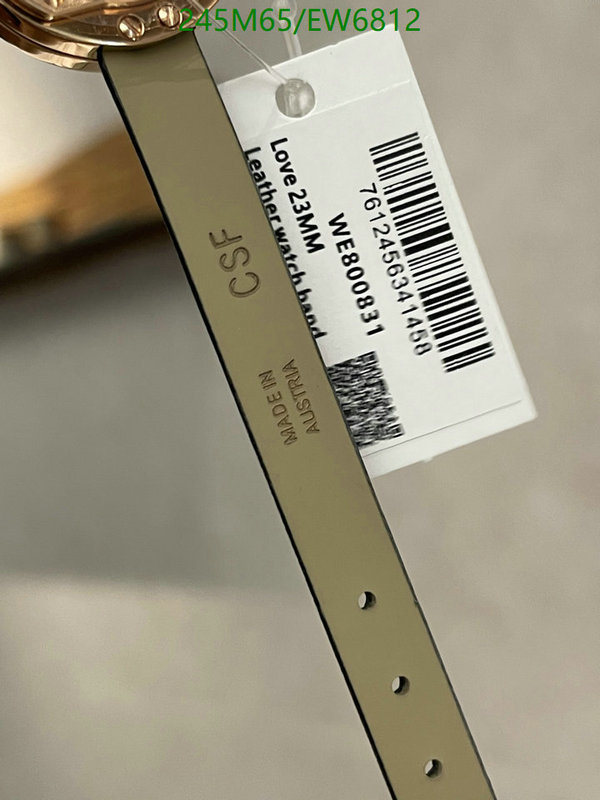 245M65/EW6812
Love 23MM
Leather watch band
WE800831
7612456341458
CSF
MADE IN
AUSTRIA